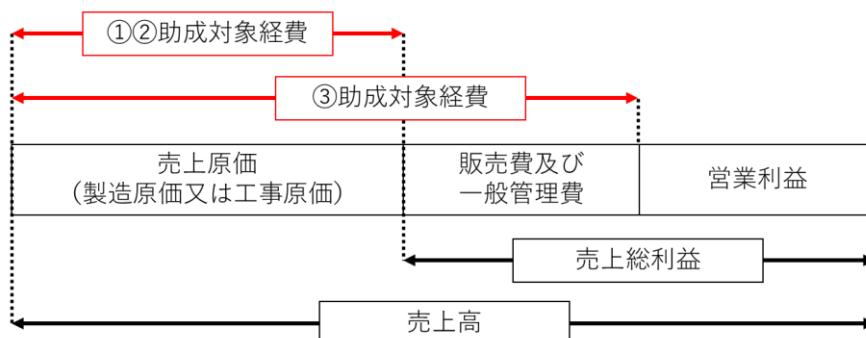 ①②助成対象経費
③助成対象経費
売上原価
（製造原価又は工事原価）
販売費及び
一般管理費
営業利益
売上総利益
売上高